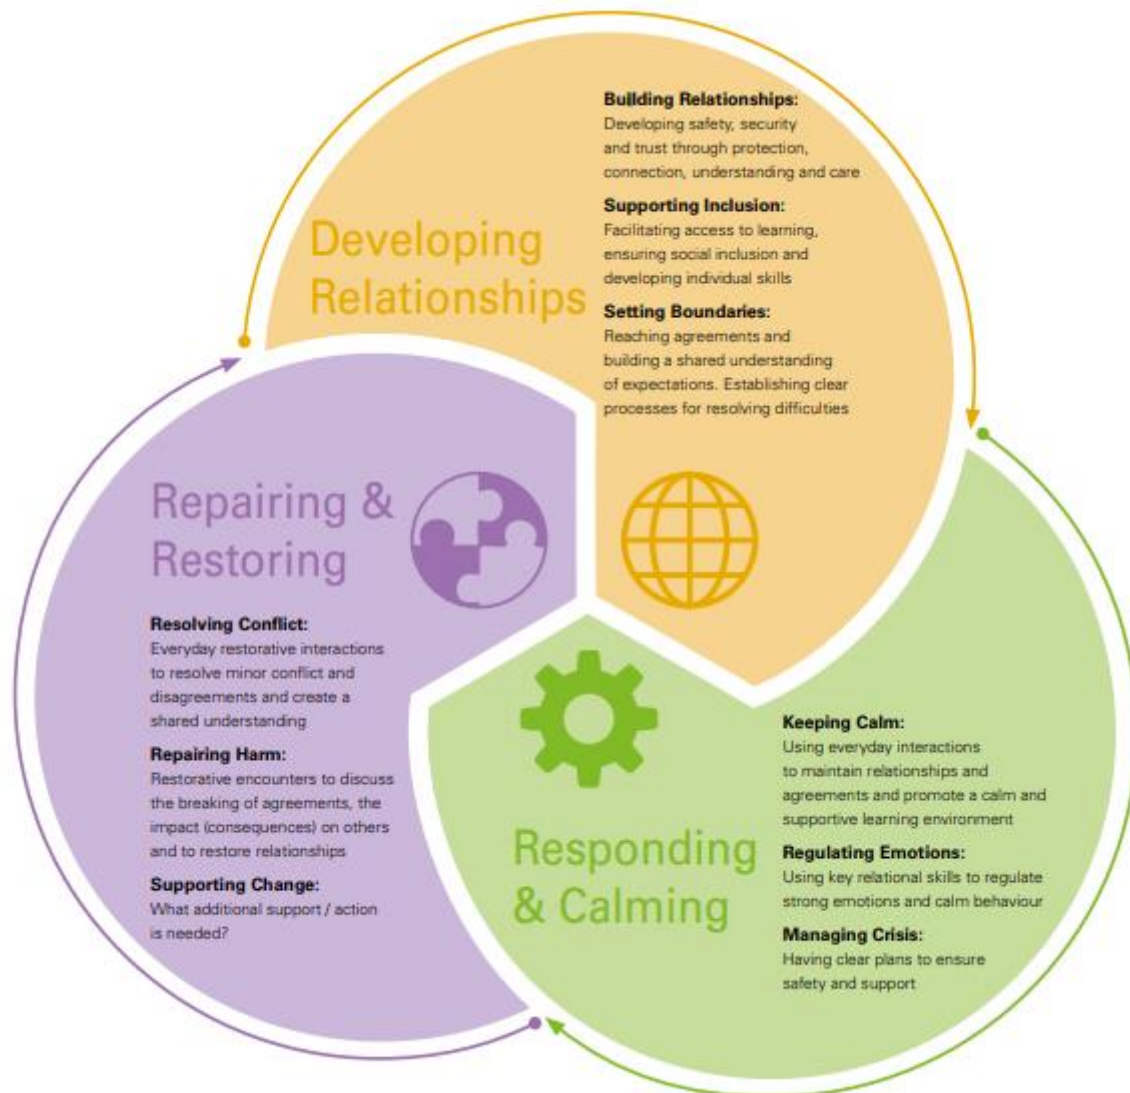 Developing
Relationships
Building Relationships:
Developing safety, security
and trust through protection,
connection, understanding and care
Supporting Inclusion:
Facilitating access to learning,
ensuring social inclusion and
developing individual skills
Setting Boundaries:
Reaching agreements and
building a shared understanding
of expectations. Establishing clear
processes for resolving difficulties
Repairing &
Restoring
Resolving Conflict:
Everyday restorative interactions
to resolve minor conflict and
disagreements and create a
shared understanding
Repairing Harm:
Restorative encounters to discuss
the breaking of agreements, the
impact (consequences) on others
and to restore relationships
Supporting Change:
What additional support / action
is needed?
Responding
& Calming
Keeping Calm:
Using everyday interactions
to maintain relationships and
agreements and promote a calm and
supportive learning environment
Regulating Emotions:
Using key relational skills to regulate
strong emotions and calm behaviour
Managing Crisis:
Having clear plans to ensure
safety and support